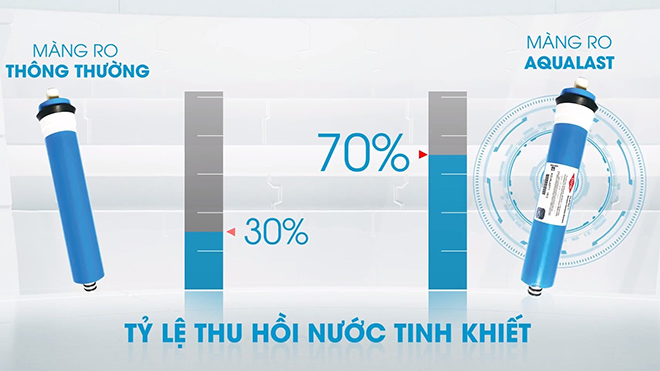 MÀNG RO
THÔNG THƯỜNG
MÀNG RO
AQUALAST
70%
30%
TỶ LỆ THU HỒI NƯỚC TINH KHIẾT